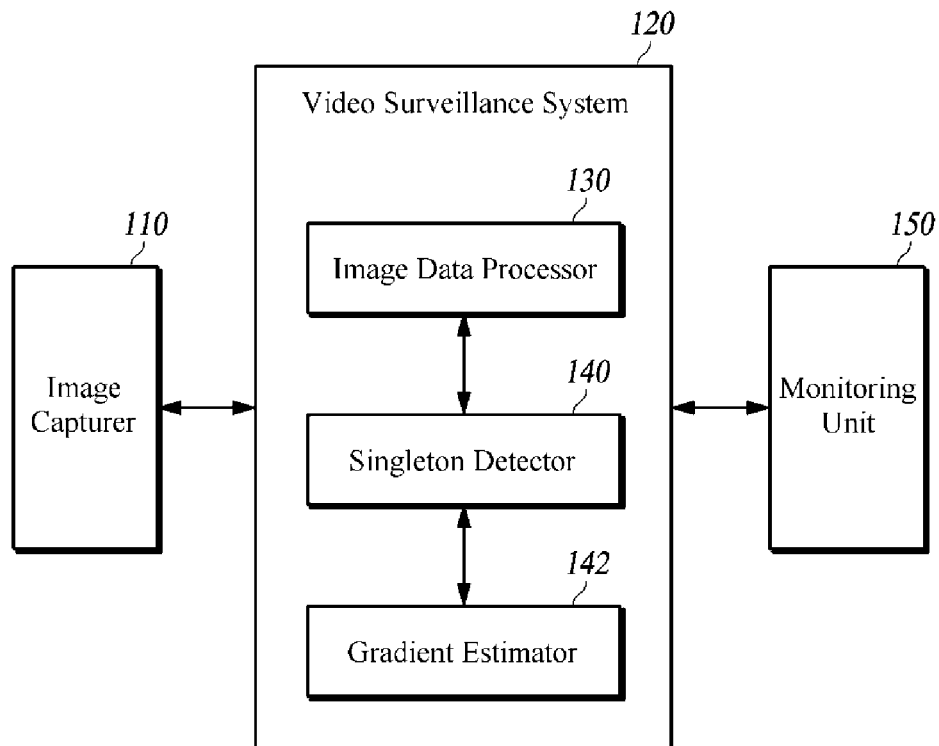 120
Video Surveillance System
130
Image Data Processor
110
Image
Capturer
140
Singleton Detector
150
Monitoring
Unit
142
Gradient Estimator